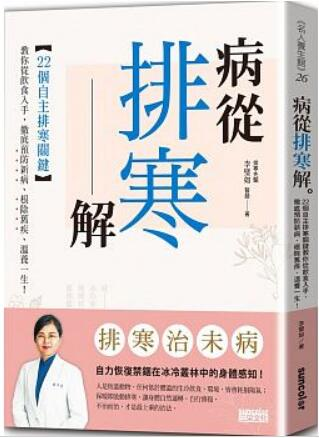 病從
排寒
解
【22個自主排寒關鍵】
教你從飲食入手，徹底預防新病、根除舊疾、溫養一生！
李璧如 醫師 著
排寒治未病
自力恢復禁錮在冰冷叢林中的身體感知！
《名人養生館》26
病從排寒解。
22個自主排寒關鍵教你從飲食入手，
徹底預防新病、根除舊疾、溫養一生！
李璧如 著
suncolor